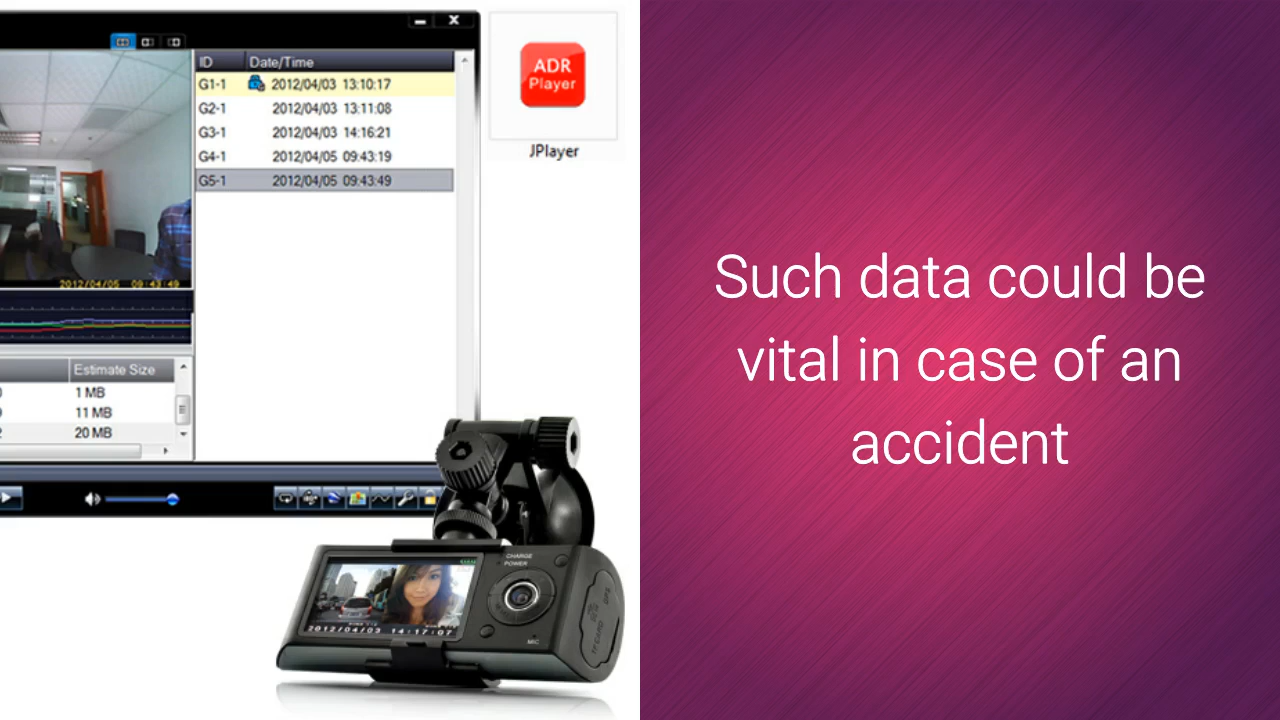 ID Date/Time
G1-1 2012/04/03 13:10:17
G2-1 2012/04/03 13:11:08
G3-1 2012/04/03 14:16:21
G4-1 2012/04/05 09:43:19
G5-1 2012/04/05 09:43:49
2012/04/05 09:43:49
Estimate Size
1 MB
11 MB
20 MB
ADR
Player
JPlayer
CHARGE
POWER
2012/04/03 14:17:07
MIC
GPS
TF CARD
Such data could be
vital in case of an
accident